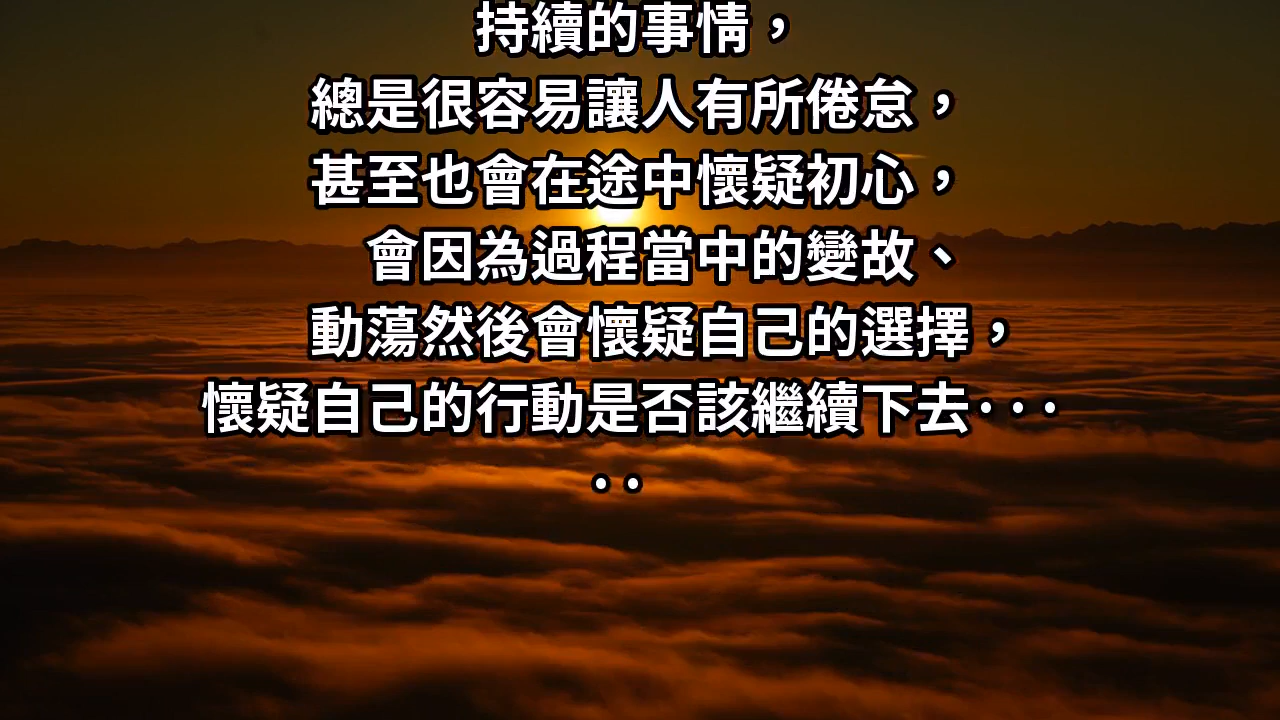 持續的事情，
總是很容易讓人有所倦怠，
甚至也會在途中懷疑初心，
會因為過程當中的變故、
動蕩然後會懷疑自己的選擇，
懷疑自己的行動是否該繼續下去···
··